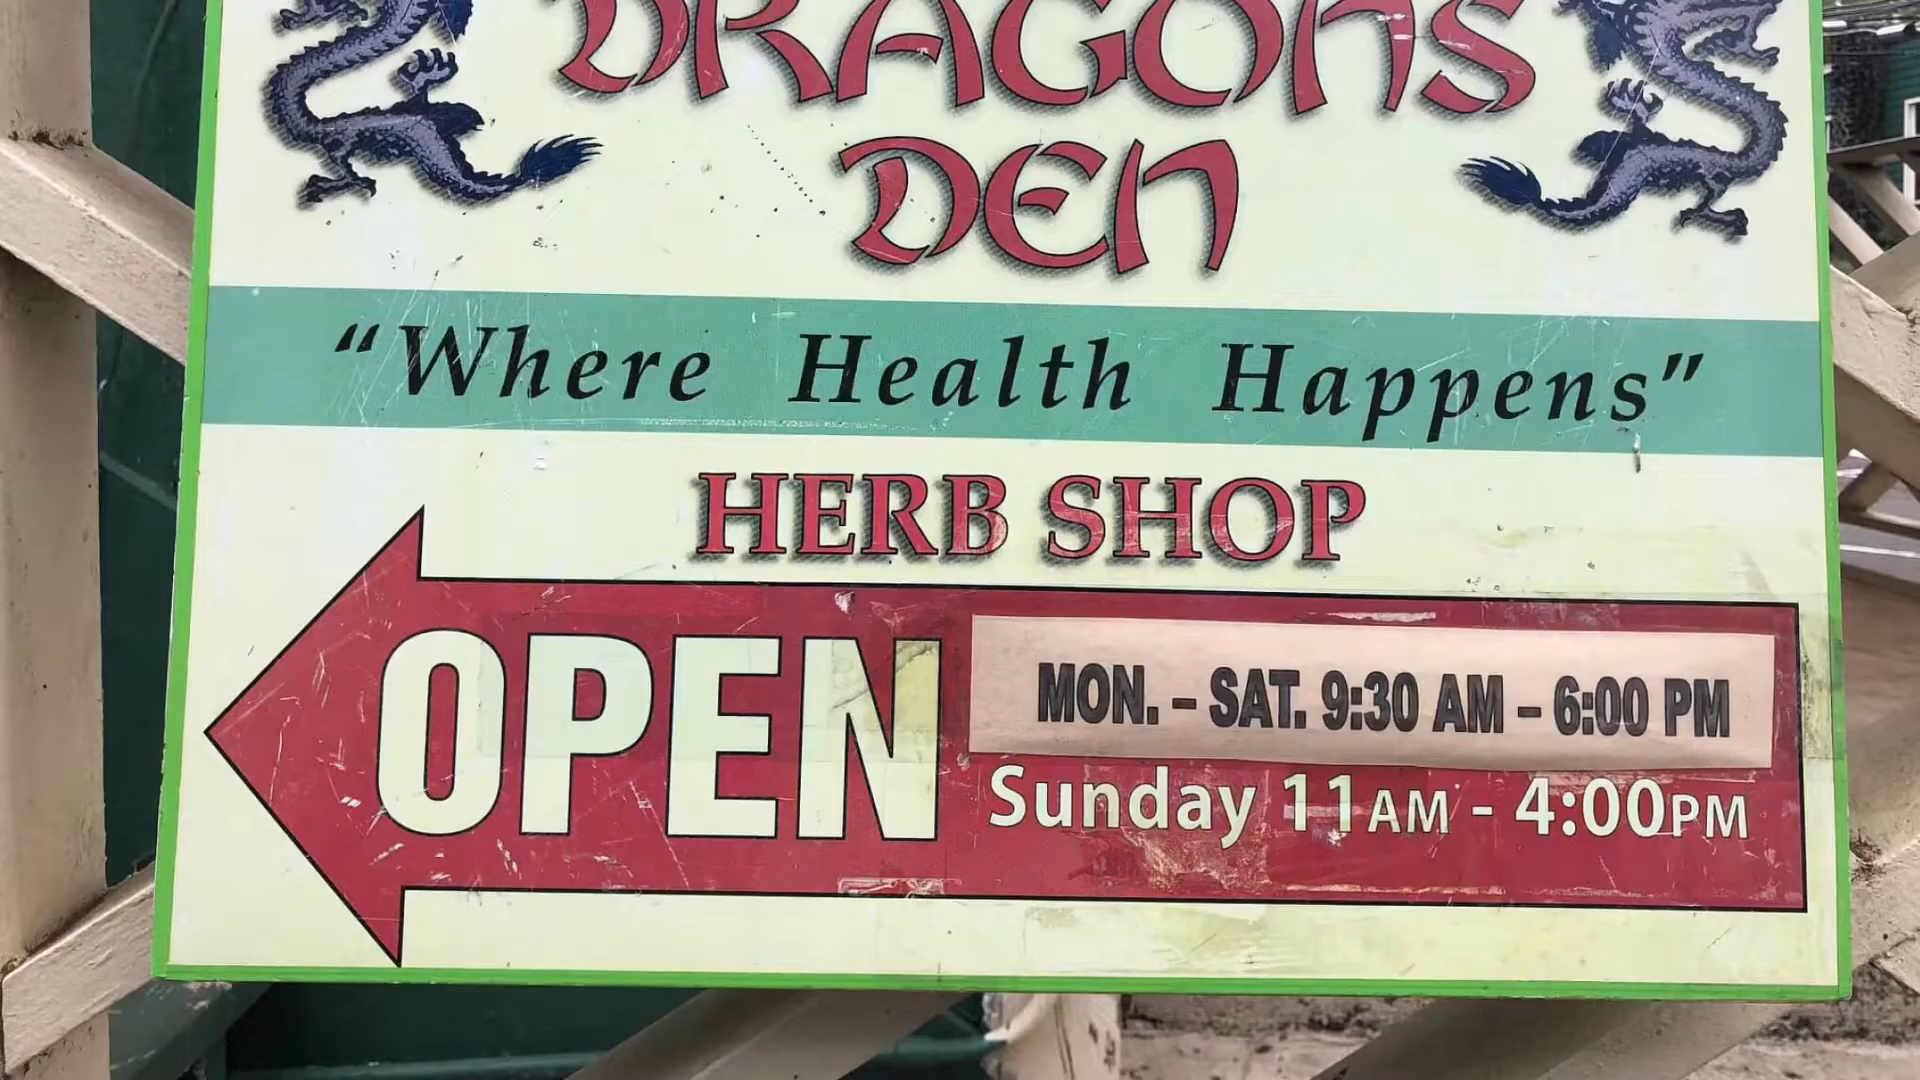 DRAGONS
DEN
"Where Health Happens"
HERB SHOP
OPEN
MON. - SAT. 9:30 AM - 6:00 PM
Sunday 11AM - 4:00PM